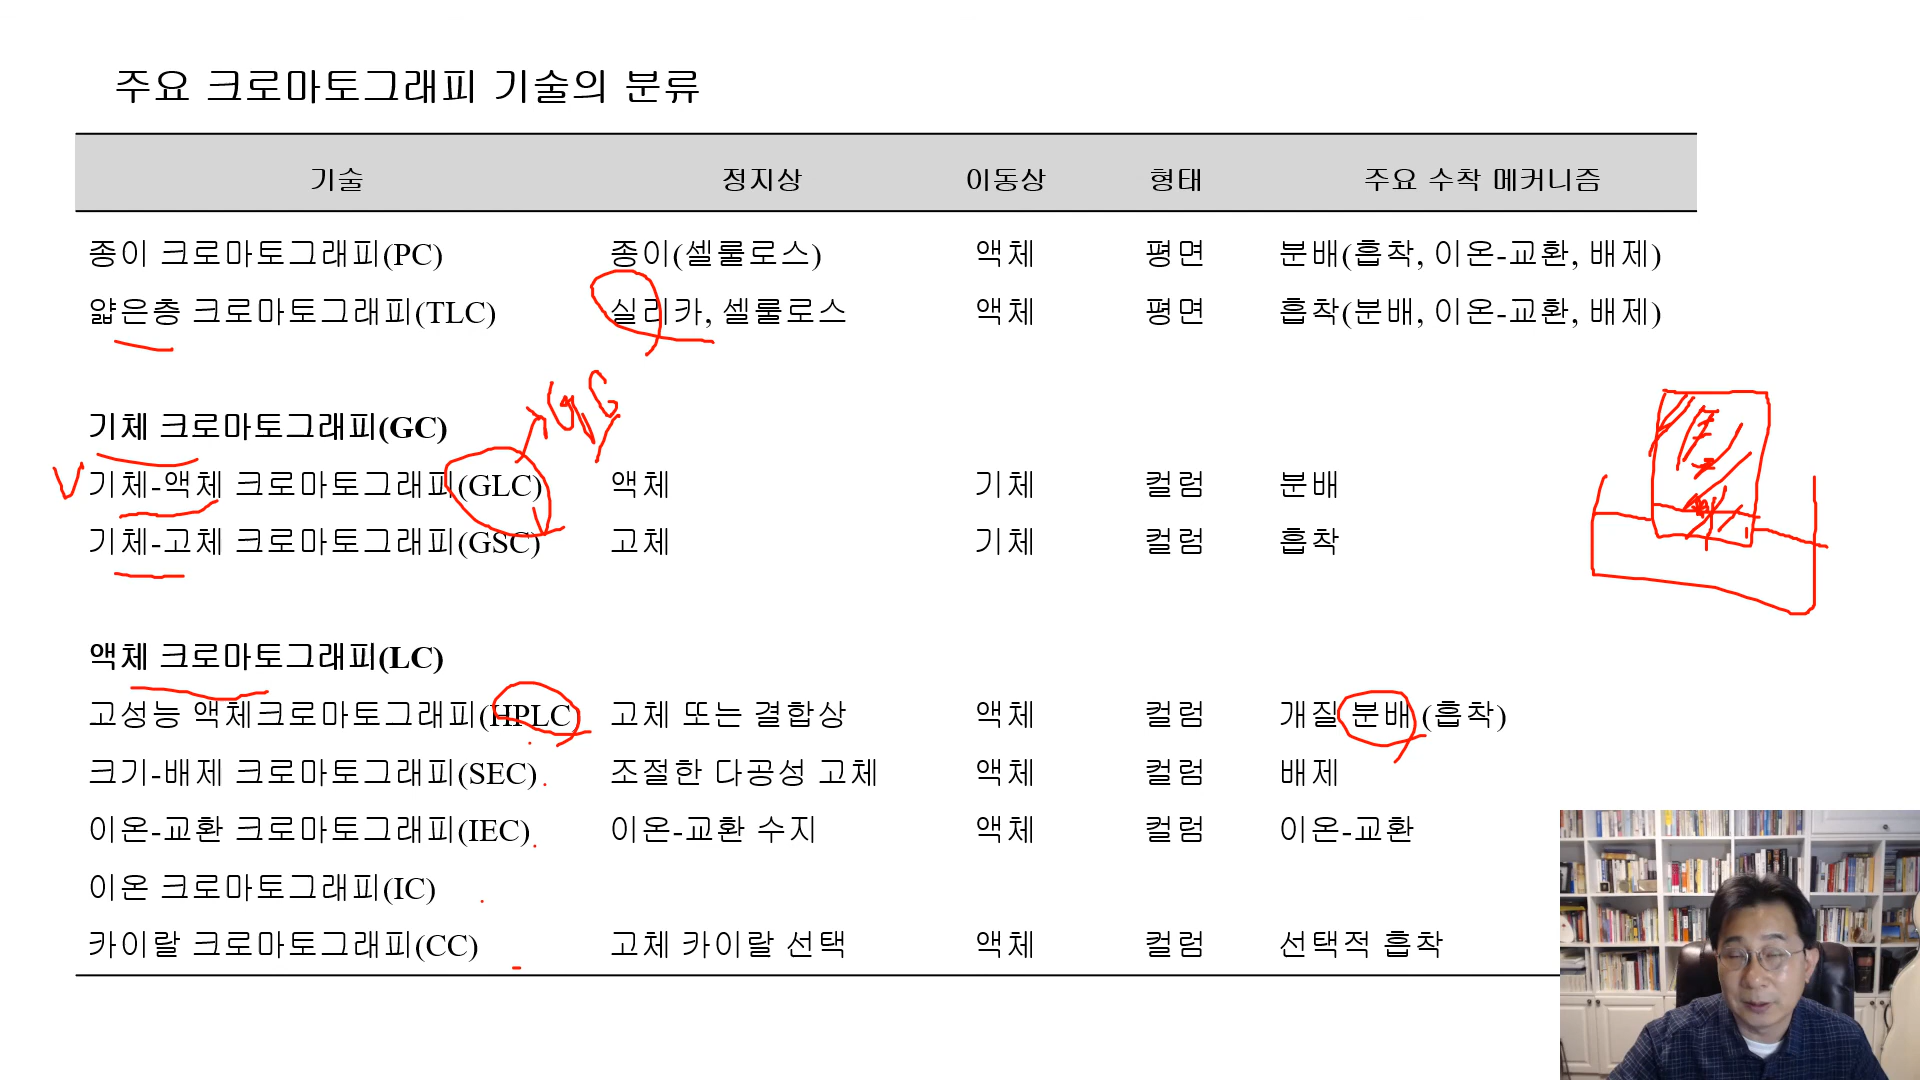 주요 크로마토그래피 기술의 분류
기술 정지상 이동상 형태 주요 수착 메커니즘
종이 크로마토그래피(PC) 종이(셀룰로스) 액체 평면 분배(흡착, 이온-교환, 배제)
얇은층 크로마토그래피(TLC) 실리카, 셀룰로스 액체 평면 흡착(분배, 이온-교환, 배제)
기체 크로마토그래피(GC)
기체-액체 크로마토그래피(GLC) 액체 기체 컬럼 분배
기체-고체 크로마토그래피(GSC) 고체 기체 컬럼 흡착
액체 크로마토그래피(LC)
고성능 액체크로마토그래피(HPLC) 고체 또는 결합상 액체 컬럼 개질 분배 (흡착)
크기-배제 크로마토그래피(SEC) 조절한 다공성 고체 액체 컬럼 배제
이온-교환 크로마토그래피(IEC) 이온-교환 수지 액체 컬럼 이온-교환
이온 크로마토그래피(IC)
카이랄 크로마토그래피(CC) 고체 카이랄 선택 액체 컬럼 선택적 흡착